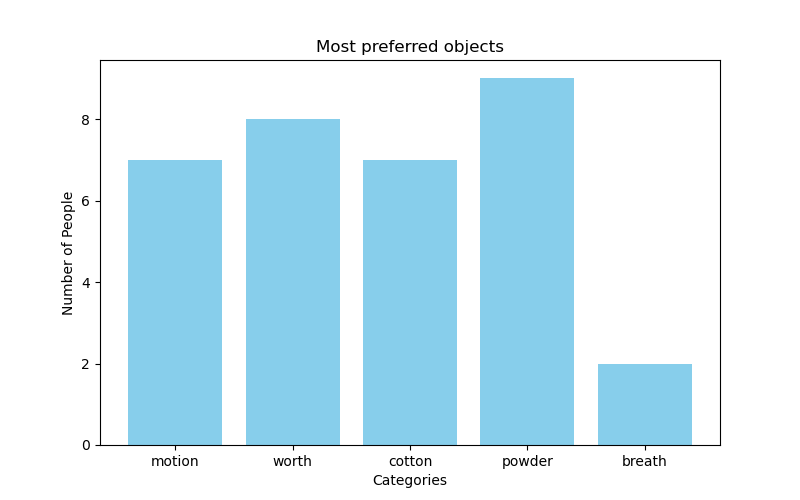 Most preferred objects
Number of People
8
6
4
2
0
motion worth cotton powder breath
Categories